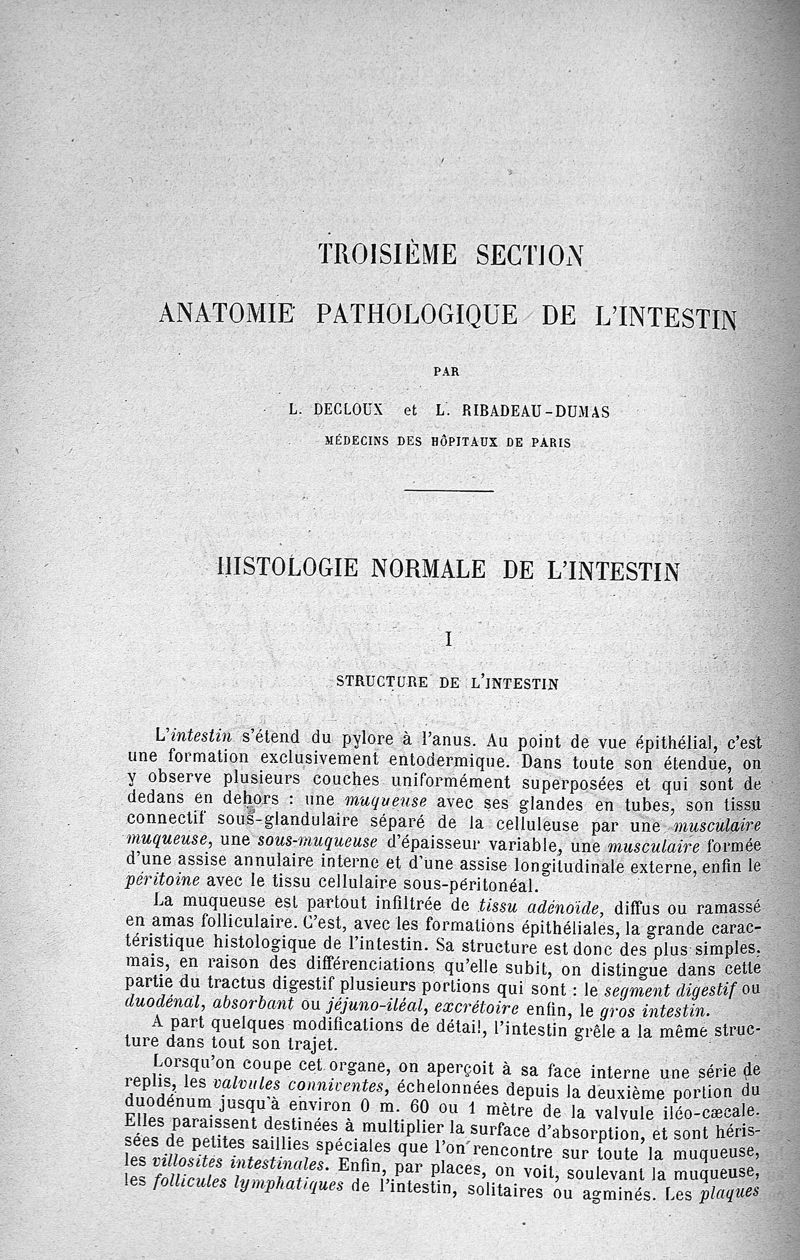 TROISIÈME SECTION
ANATOMIE PATHOLOGIQUE DE L'INTESTIN
PAR
L. DECLOUX et L. RIBADEAU-DUMAS
MÉDECINS DES HÔPITAUX DE PARIS
HISTOLOGIE NORMALE DE L'INTESTIN
I
STRUCTURE DE L'INTESTIN
L'intestin s'étend du pylore à l'anus. Au point de vue épithélial, c'est
une formation exclusivement entodermique. Dans toute son étendue, on
y observe plusieurs couches uniformément superposées et qui sont de
dedans en dehors : une muqueuse avec ses glandes en tubes, son tissu
connectif sous-glandulaire séparé de la celluleuse par une musculaire
muqueuse, une sous-muqueuse d'épaisseur variable, une musculaire formée
d'une assise annulaire interne et d'une assise longitudinale externe, enfin le
péritoine avec le tissu cellulaire sous-péritonéal.
La muqueuse est partout infiltrée de tissu adénoïde, diffus ou ramassé
en amas folliculaire. C'est, avec les formations épithéliales, la grande carac-
téristique histologique de l'intestin. Sa structure est donc des plus simples,
mais, en raison des différenciations qu'elle subit, on distingue dans cette
partie du tractus digestif plusieurs portions qui sont : le segment digestif ou
duodénal, absorbant ou jéjuno-iléal, excrétoire enfin, le gros intestin.
A part quelques modifications de détail, l'intestin grêle a la même struc-
ture dans tout son trajet.
Lorsqu'on coupe cet organe, on aperçoit à sa face interne une série de
replis, les valvules conniventes, échelonnées depuis la deuxième portion du
duodénum jusqu'à environ 0 m. 60 ou 1 mètre de la valvule iléo-cæcale.
Elles paraissent destinées à multiplier la surface d'absorption, et sont héris-
sées de petites saillies spéciales que l'on rencontre sur toute la muqueuse,
les villosités intestinales. Enfin, par places, on voit, soulevant la muqueuse,
les follicules lymphatiques de l'intestin, solitaires ou agminés. Les plaques